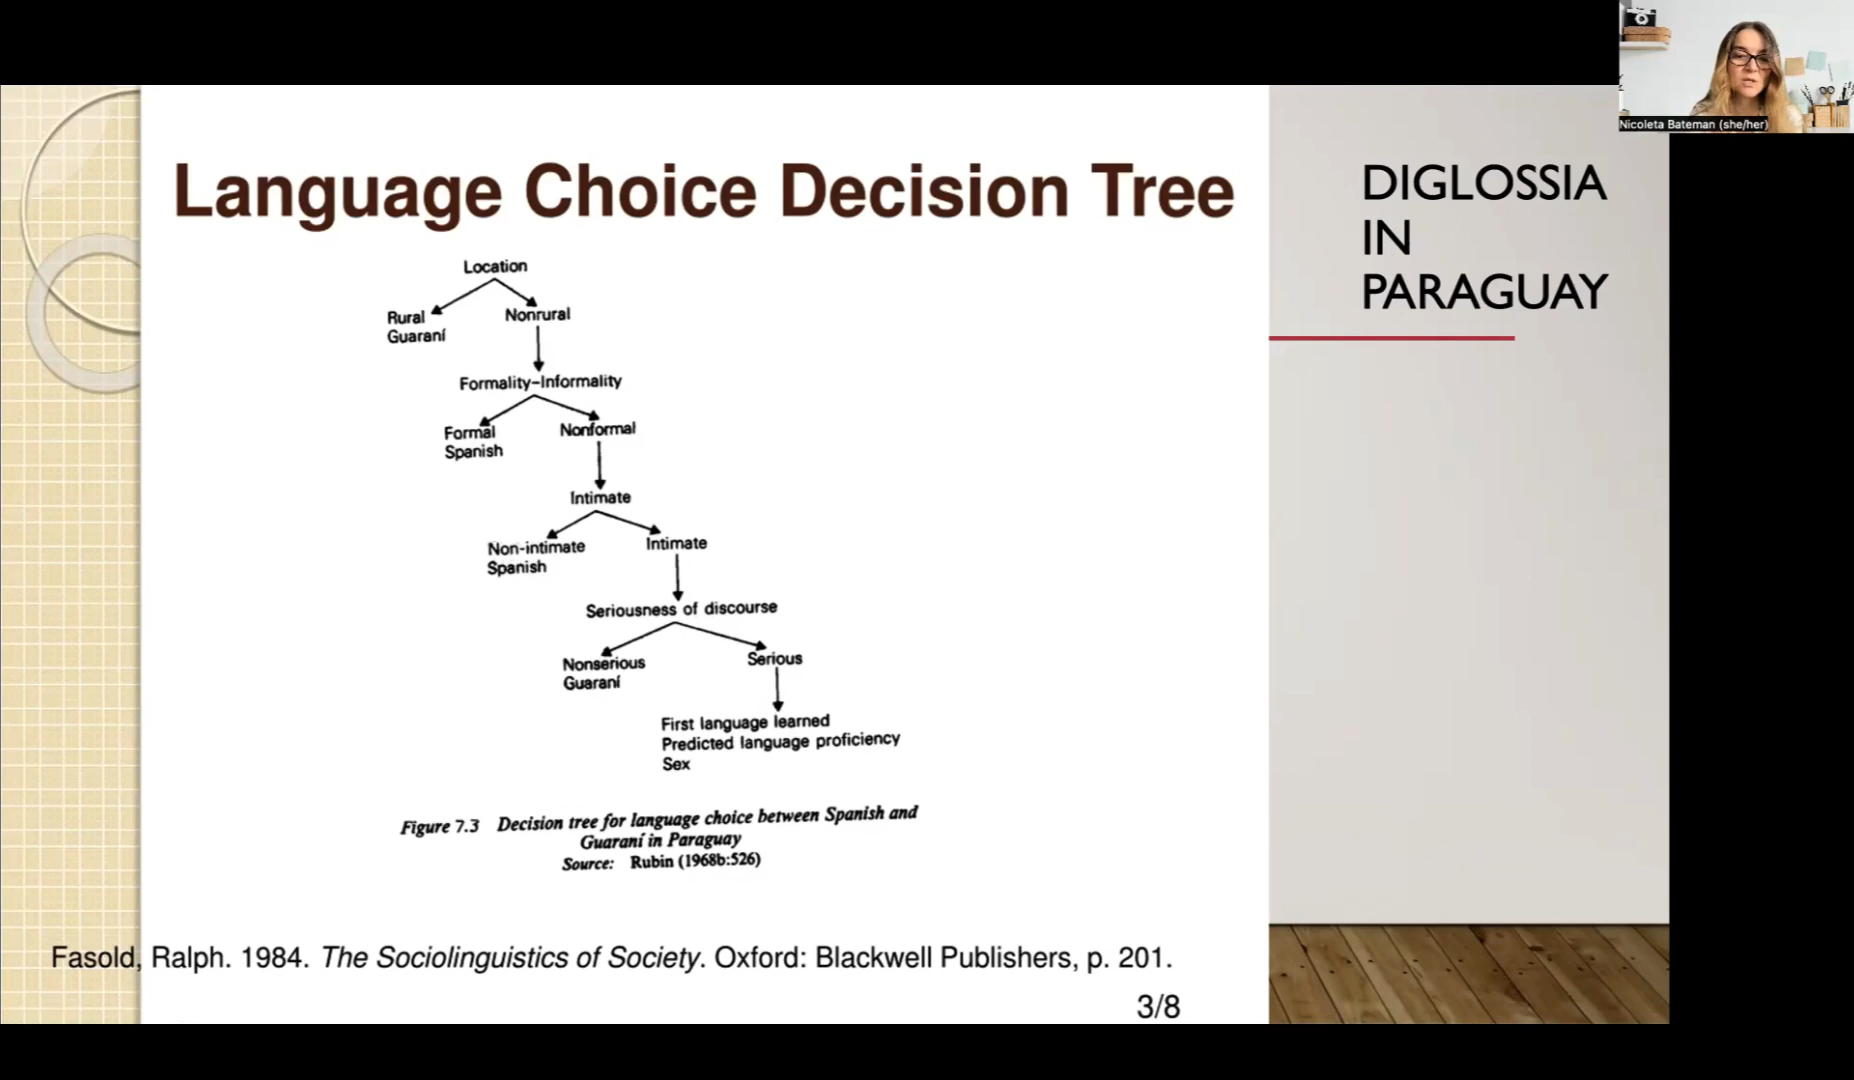 Nicoleta Bateman (she/her)
Language Choice Decision Tree
DIGLOSSIA
IN
PARAGUAY
Location
Rural
Guaraní
Nonrural
Formality–Informality
Formal
Spanish
Nonformal
Intimate
Non-intimate
Spanish
Intimate
Seriousness of discourse
Nonserious
Guaraní
Serious
First language learned
Predicted language proficiency
Sex
Figure 7.3 Decision tree for language choice between Spanish and
Guaraní in Paraguay
Source: Rubin (1968b:526)
Fasold, Ralph. 1984. The Sociolinguistics of Society. Oxford: Blackwell Publishers, p. 201.
3/8